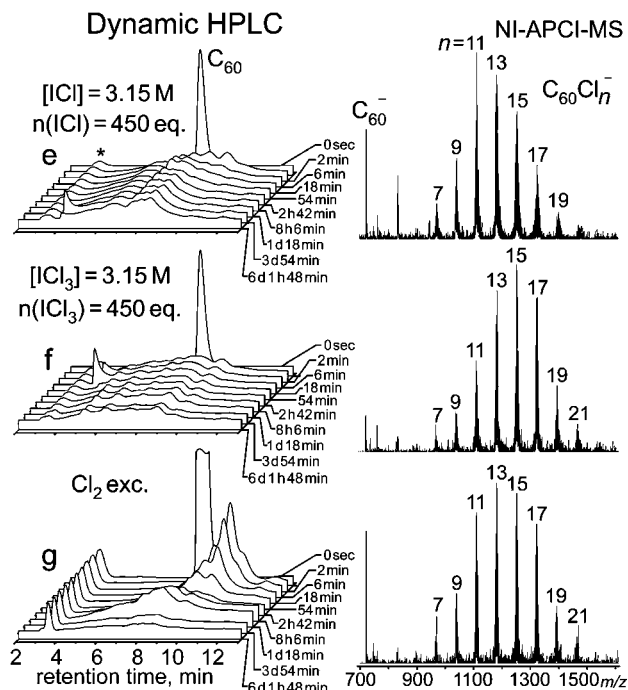 Dynamic HPLC
NI-APCI-MS
[ICl] = 3.15 M
n(ICl) = 450 eq.
e
*
C60
0sec
2min
6min
18min
54min
2h42min
8h6min
1d18min
3d54min
6d1h48min
C60−
n = 11
13
15
C60Cln−
9
17
7
19
[ICl3] = 3.15 M
n(ICl3) = 450 eq.
f
0sec
2min
6min
18min
54min
2h42min
8h6min
1d18min
3d54min
6d1h48min
15
13
17
11
19
9
7
21
Cl2 exc.
g
0sec
2min
6min
18min
54min
2h42min
8h6min
1d18min
3d54min
6d1h48min
2 4 6 8 10 12
retention time, min
13
15
11
17
9
7
19
21
700 900 1100 1300 1500 m/z